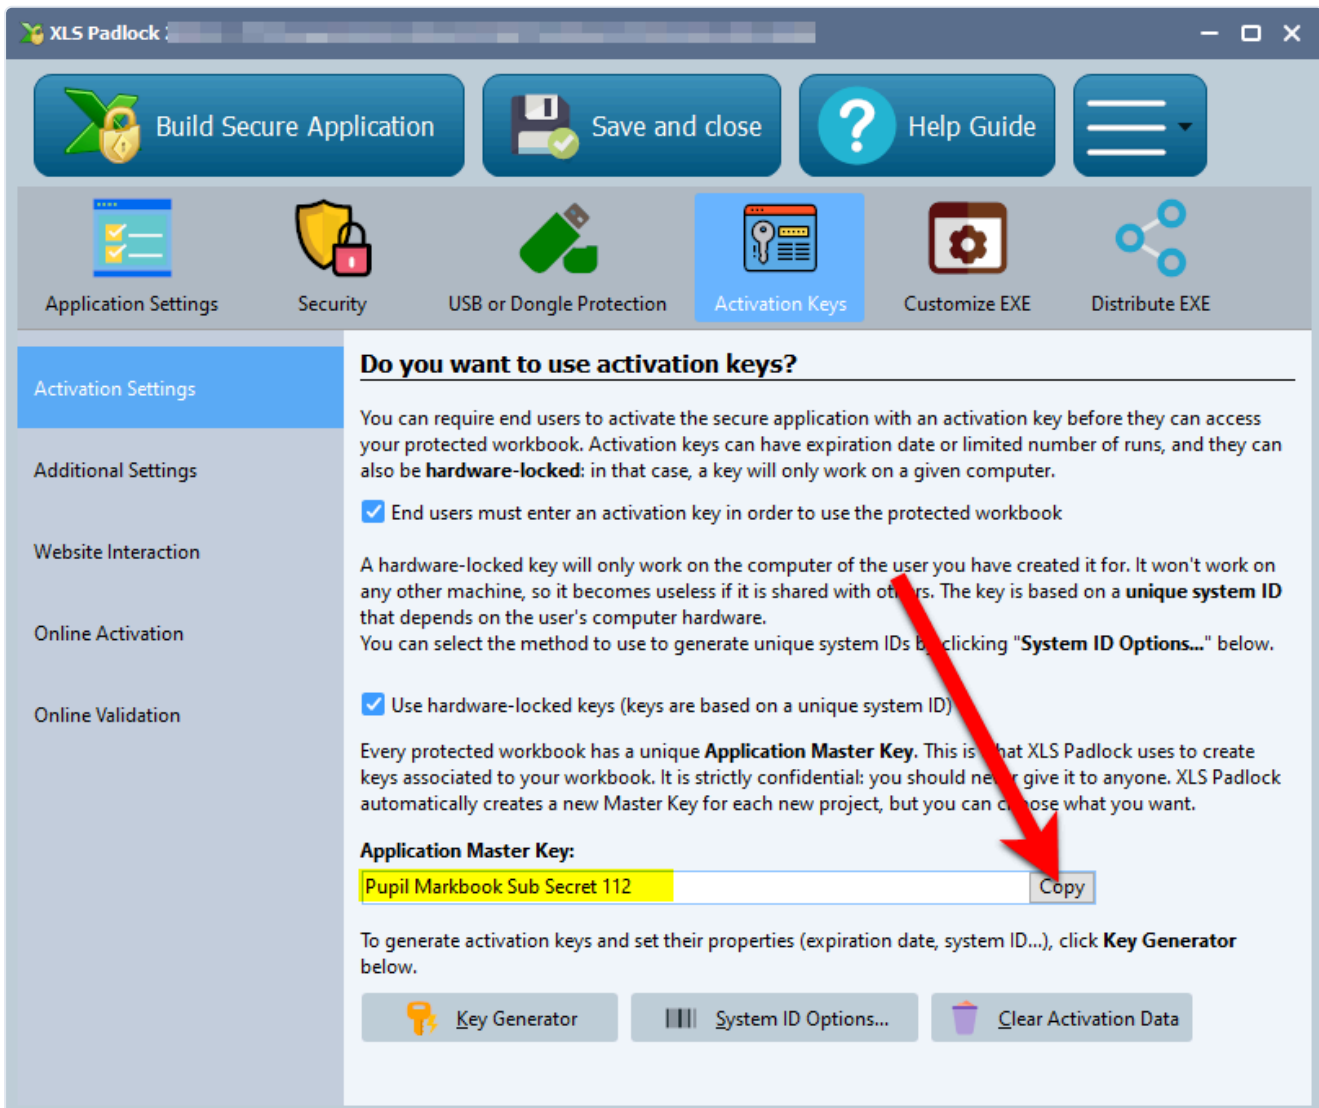 XLS Padlock
Build Secure Application
Save and close
Help Guide
Application Settings
Security
USB or Dongle Protection
Activation Keys
Customize EXE
Distribute EXE
Activation Settings
Additional Settings
Website Interaction
Online Activation
Online Validation
Do you want to use activation keys?
You can require end users to activate the secure application with an activation key before they can access
your protected workbook. Activation keys can have expiration date or limited number of runs, and they can
also be hardware-locked: in that case, a key will only work on a given computer.
End users must enter an activation key in order to use the protected workbook
A hardware-locked key will only work on the computer of the user you have created it for. It won't work on
any other machine, so it becomes useless if it is shared with others. The key is based on a unique system ID
that depends on the user's computer hardware.
You can select the method to use to generate unique system IDs by clicking "System ID Options..." below.
Use hardware-locked keys (keys are based on a unique system ID)
Every protected workbook has a unique Application Master Key. This is what XLS Padlock uses to create
keys associated to your workbook. It is strictly confidential: you should never give it to anyone. XLS Padlock
automatically creates a new Master Key for each new project, but you can choose what you want.
Application Master Key:
Pupil Markbook Sub Secret 112
Copy
To generate activation keys and set their properties (expiration date, system ID...), click Key Generator
below.
Key Generator
System ID Options...
Clear Activation Data